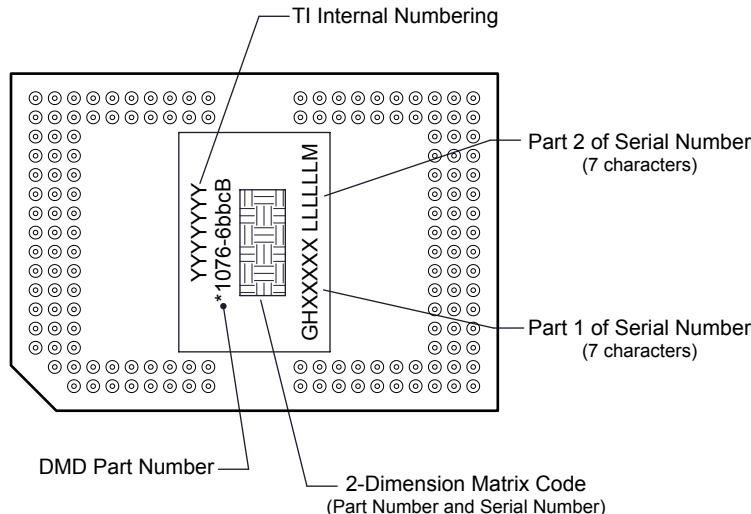 TI Internal Numbering
Part 2 of Serial Number
(7 characters)
YYYYYYY
*1076-6bbcB
GHXXXXX LLLLLLM
Part 1 of Serial Number
(7 characters)
DMD Part Number
2-Dimension Matrix Code
(Part Number and Serial Number)